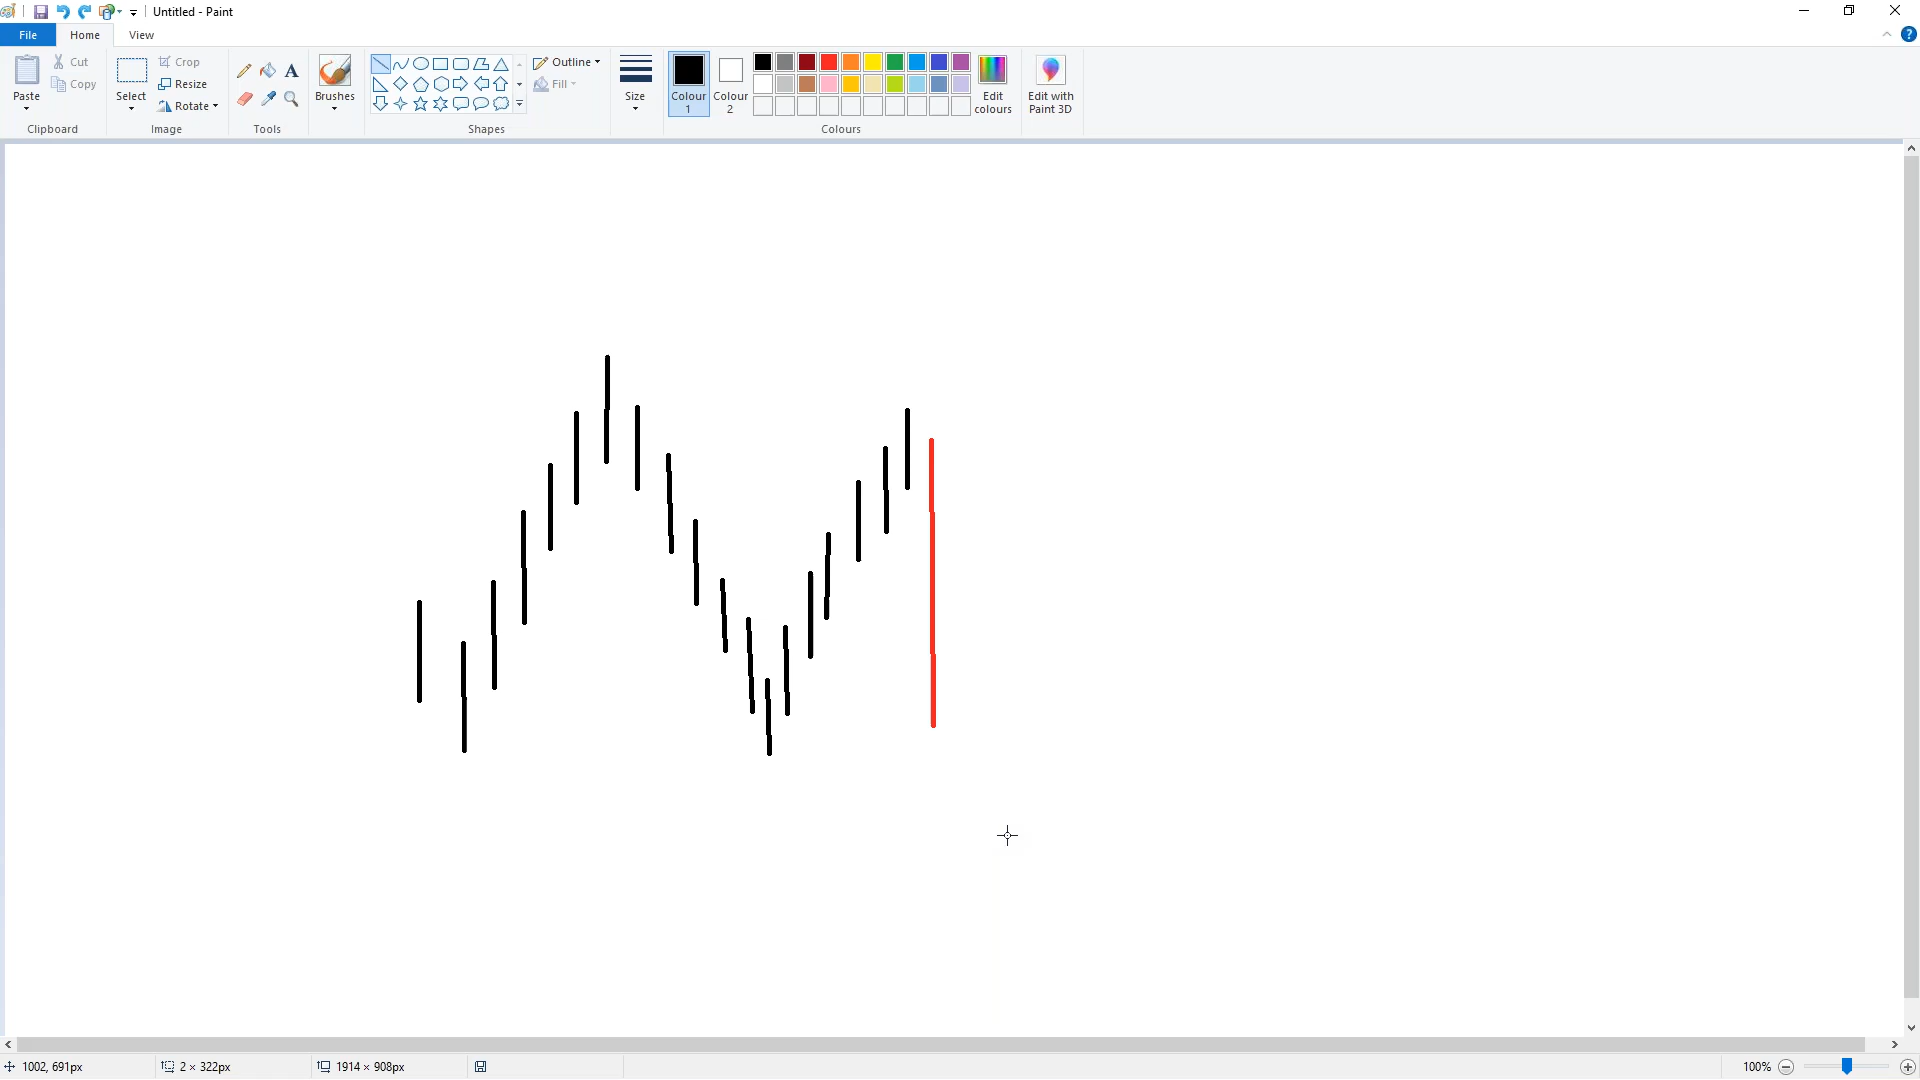 Untitled - Paint
File
Home
View
Paste
Cut
Copy
Clipboard
Select
Crop
Resize
Rotate
Image
A
Tools
Brushes
Outline
Fill
Shapes
Size
Colour
1
Colour
2
Edit
colours
Colours
Edit with
Paint 3D
?
1002, 691px
2 × 322px
1914 × 908px
100%